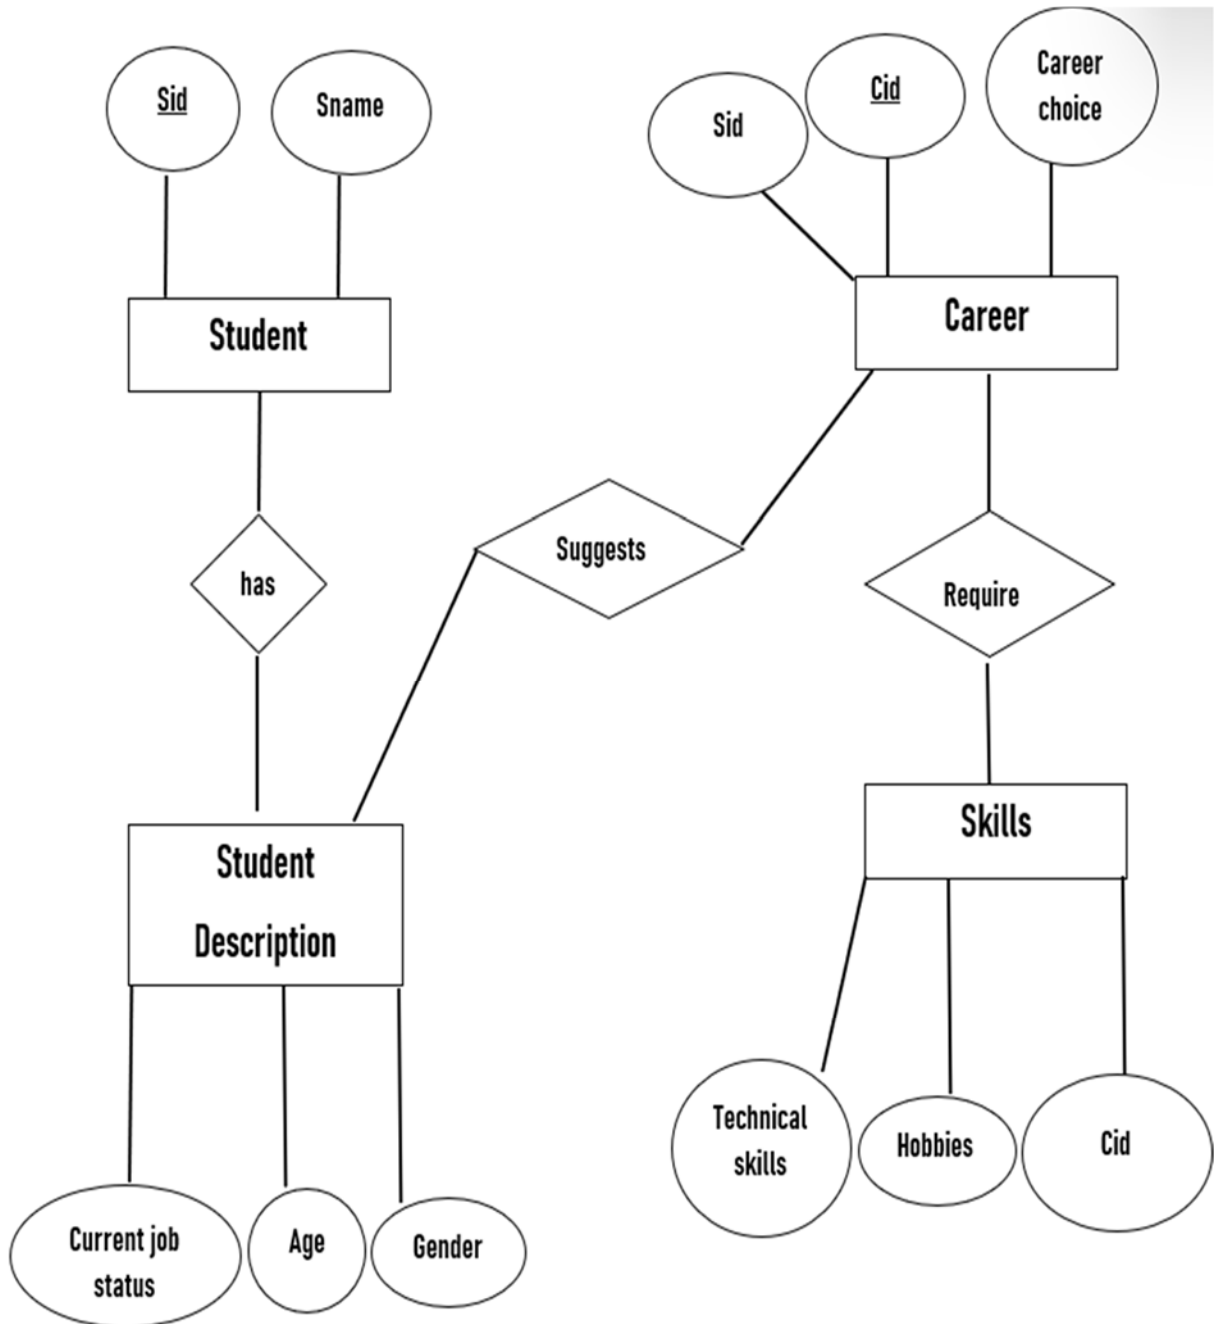 Sid
Sname
Sid
Cid
Career
choice
Student
Career
has
Suggests
Require
Student
Description
Skills
Current job
status
Age
Gender
Technical
skills
Hobbies
Cid